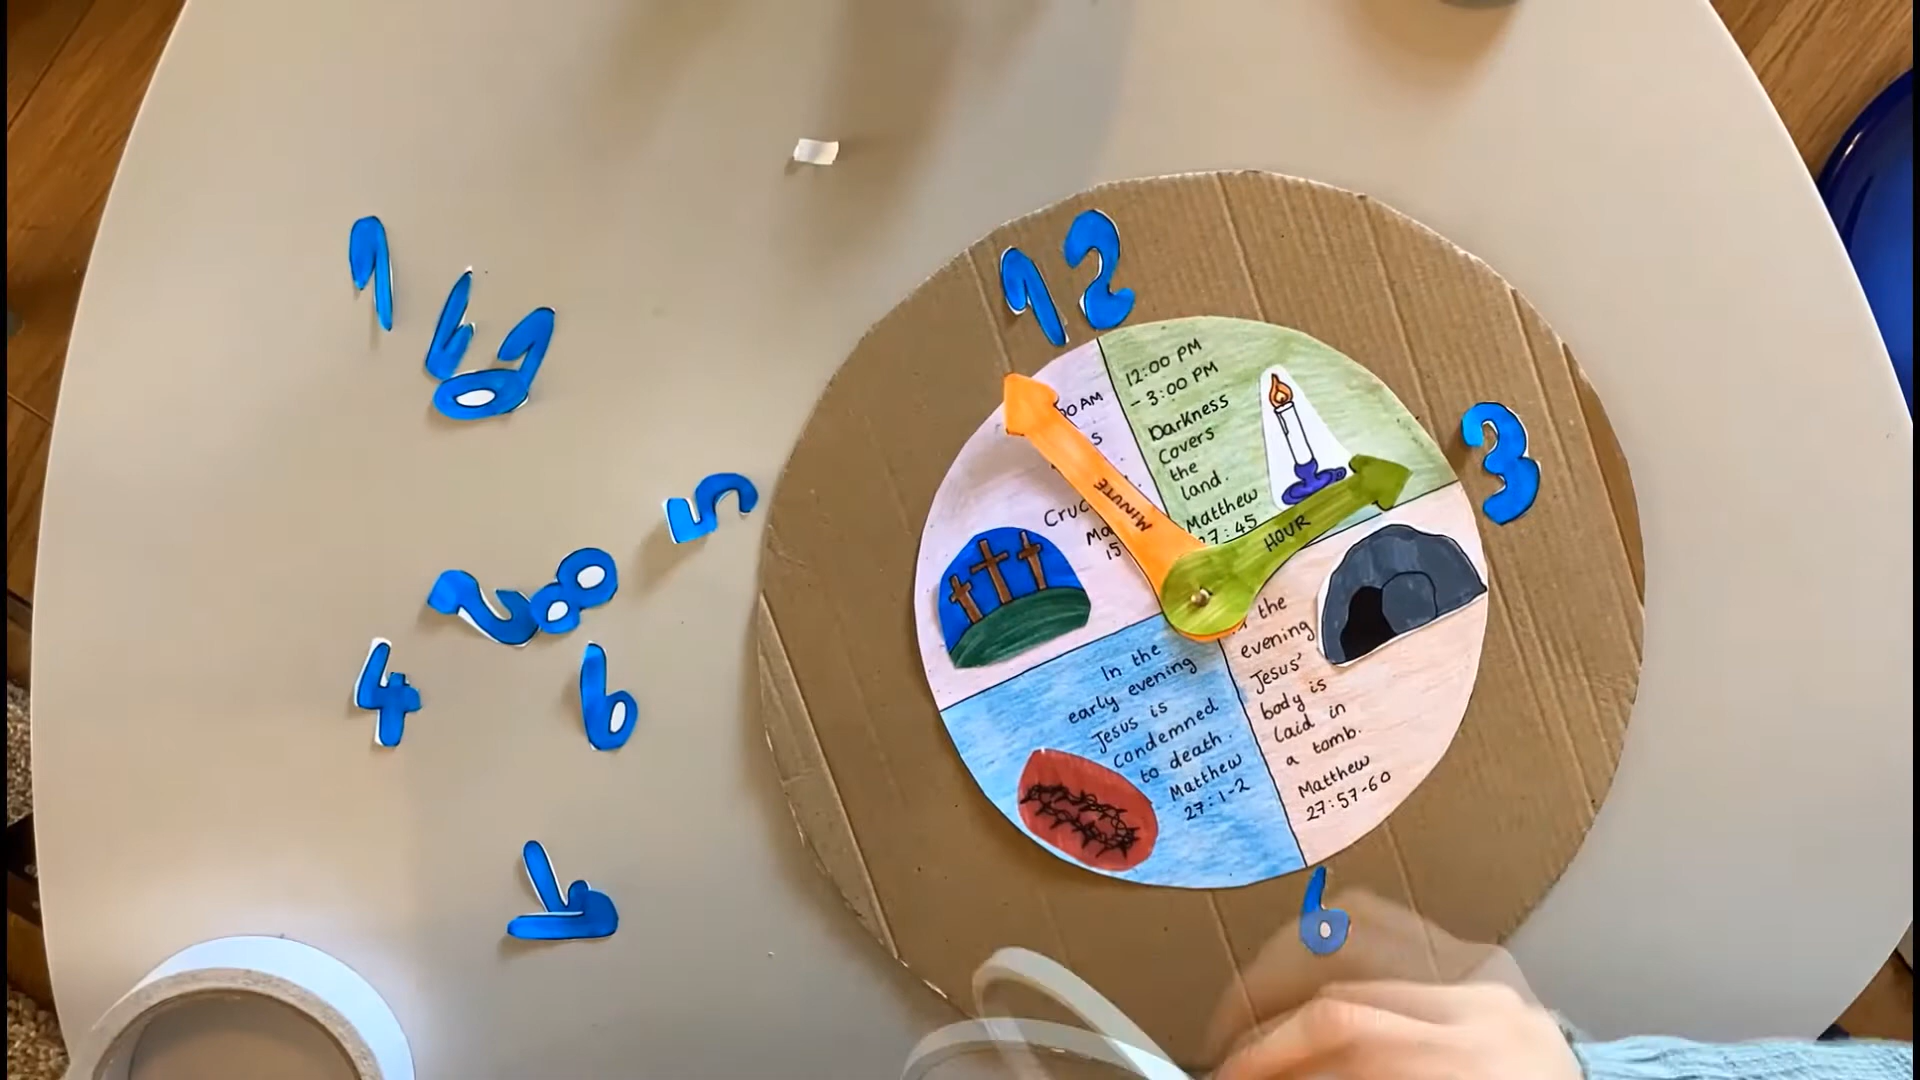 12
12:00 PM
- 3:00 PM
Darkness
covers
the
land.
Matthew
27:45
3
HOUR
MINUTE
the
evening
Jesus'
body is
laid in
a tomb.
Matthew
27:57-60
6
In the
early evening
Jesus is
condemned
to death.
Matthew
27:1-2
1
5
8
4
6